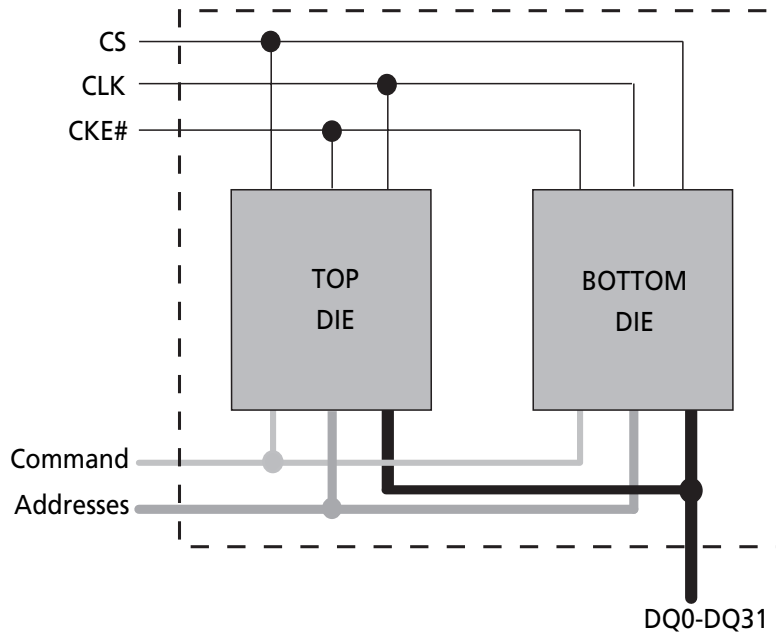 CS
CLK
CKE#
TOP
DIE
BOTTOM
DIE
Command
Addresses
DQ0-DQ31